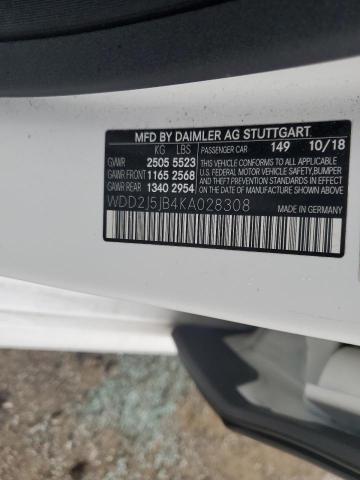 MFD BY DAIMLER AG STUTTGART
KG LBS PASSENGER CAR 149 10/18
GVWR 2505 5523 THIS VEHICLE CONFORMS TO ALL APPLICABLE
GAWR FRONT 1165 2568 U.S. FEDERAL MOTOR VEHICLE SAFETY, BUMPER
GAWR REAR 1340 2954 AND THEFT PREVENTION STANDARDS IN EFFECT
ON THE DATE OF MANUFACTURE SHOWN ABOVE.
MADE IN GERMANY
WDD2J5JB4KA028308